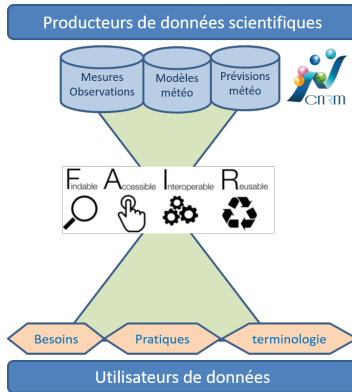 Producteurs de données scientifiques
Mesures
Observations
Modèles
météo
Prévisions
météo
CNRM
Findable
Accessible
Interoperable
Reusable
Besoins
Pratiques
terminologie
Utilisateurs de données